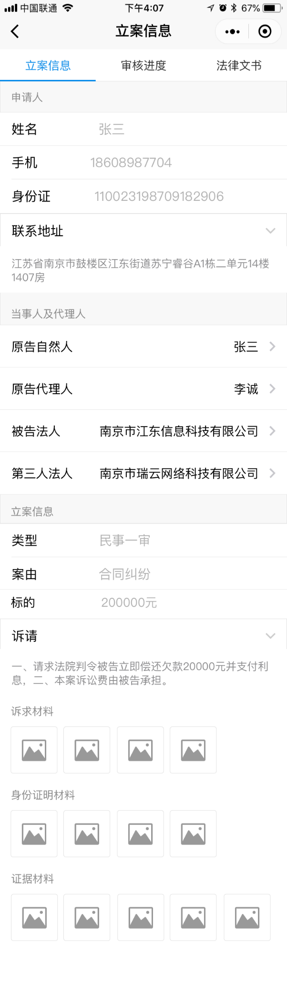 中国联通 下午4:07 67%
立案信息
立案信息 审核进度 法律文书
申请人
姓名 张三
手机 18608987704
身份证 110023198709182906
联系地址
江苏省南京市鼓楼区江东街道苏宁睿谷A1栋二单元14楼
1407房
当事人及代理人
原告自然人 张三
原告代理人 李诚
被告法人 南京市江东信息科技有限公司
第三人法人 南京市瑞云网络科技有限公司
立案信息
类型 民事一审
案由 合同纠纷
标的 200000元
诉请
一、请求法院判令被告立即偿还欠款20000元并支付利
息，二、本案诉讼费由被告承担。
诉求材料
身份证明材料
证据材料